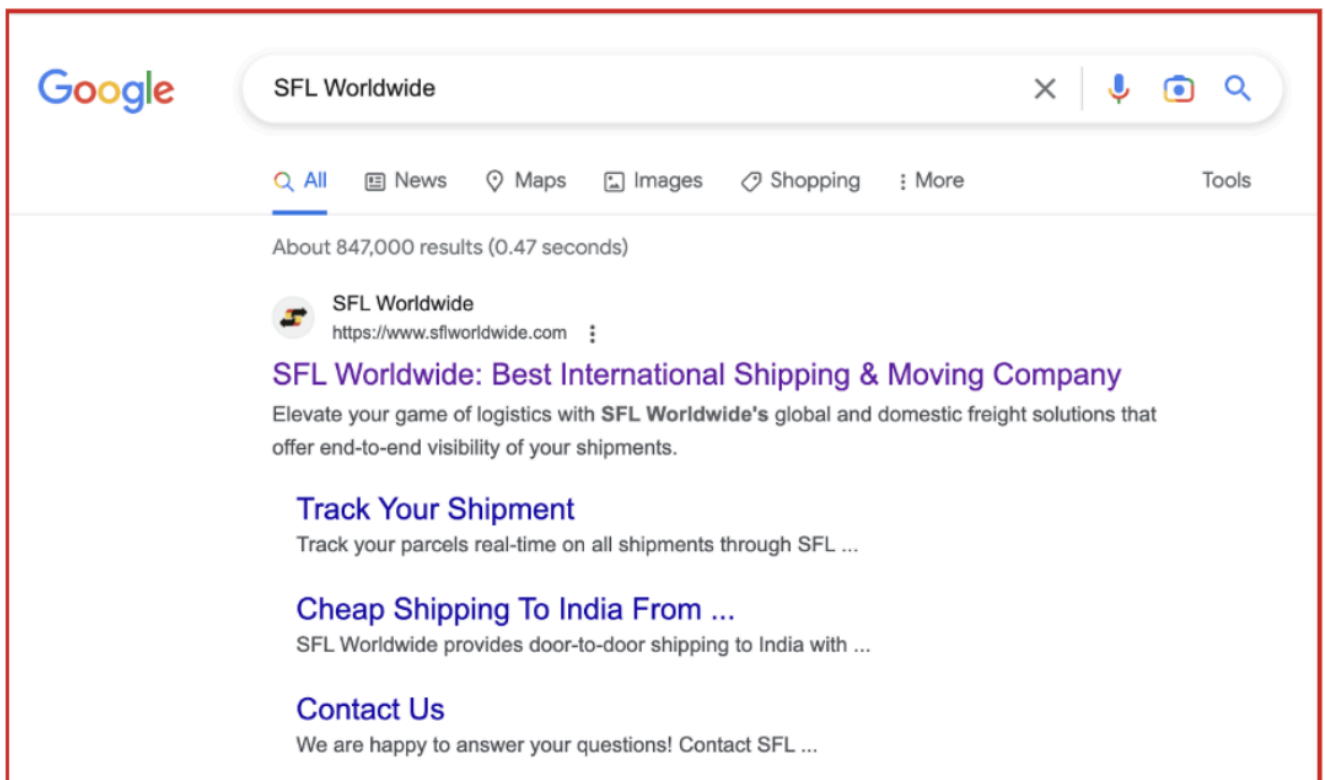 Google
SFL Worldwide
All News Maps Images Shopping More Tools
About 847,000 results (0.47 seconds)
SFL Worldwide
https://www.sflworldwide.com
SFL Worldwide: Best International Shipping & Moving Company
Elevate your game of logistics with SFL Worldwide's global and domestic freight solutions that
offer end-to-end visibility of your shipments.
Track Your Shipment
Track your parcels real-time on all shipments through SFL ...
Cheap Shipping To India From ...
SFL Worldwide provides door-to-door shipping to India with ...
Contact Us
We are happy to answer your questions! Contact SFL ...